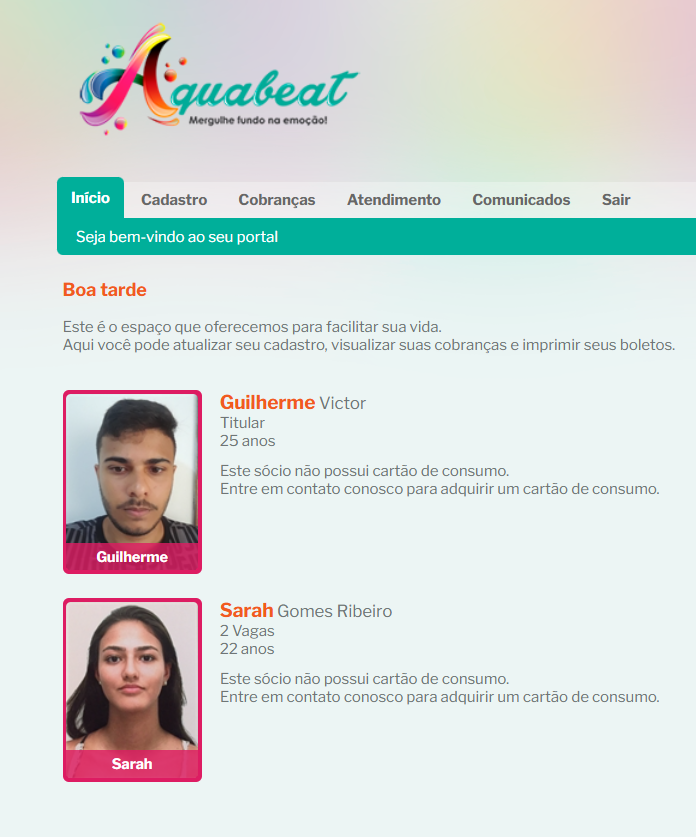 Aquabeat
Mergulhe fundo na emoção!
Início Cadastro Cobranças Atendimento Comunicados Sair
Seja bem-vindo ao seu portal
Boa tarde
Este é o espaço que oferecemos para facilitar sua vida.
Aqui você pode atualizar seu cadastro, visualizar suas cobranças e imprimir seus boletos.
Guilherme Victor
Titular
25 anos
Este sócio não possui cartão de consumo.
Entre em contato conosco para adquirir um cartão de consumo.
Guilherme
Sarah Gomes Ribeiro
2 Vagas
22 anos
Este sócio não possui cartão de consumo.
Entre em contato conosco para adquirir um cartão de consumo.
Sarah